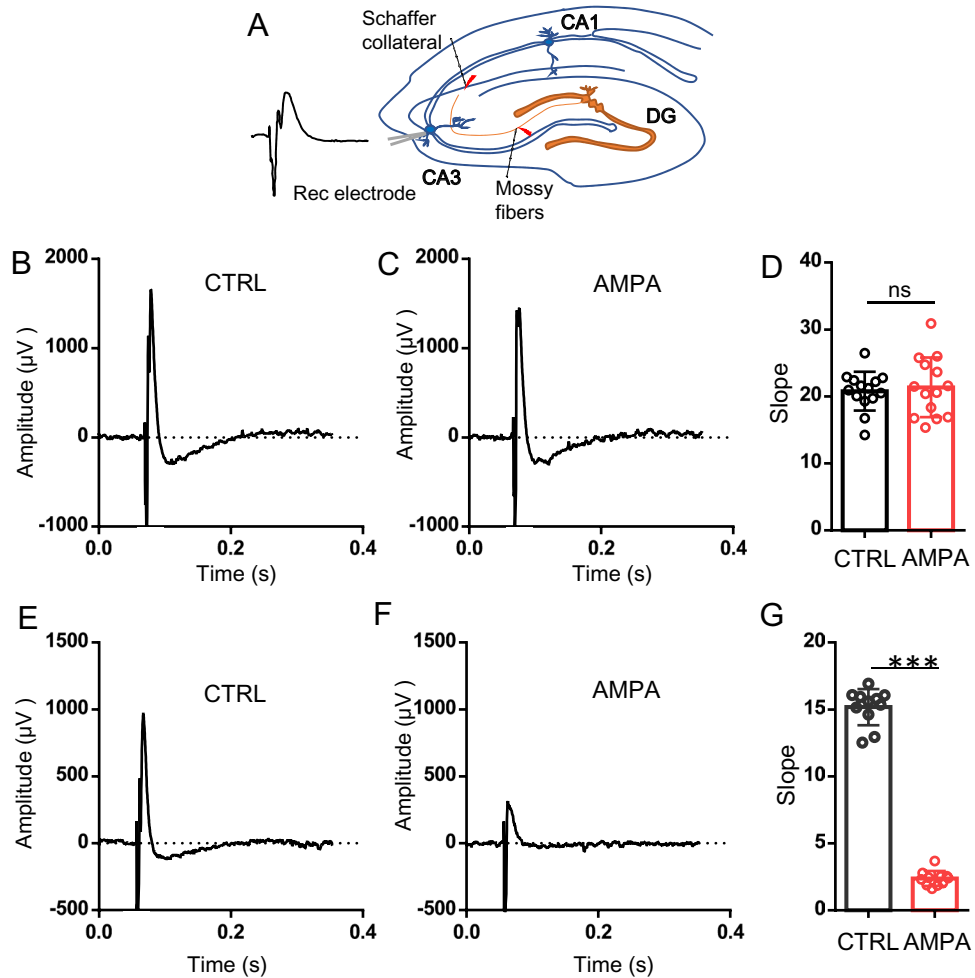 A
Schaffer
collateral
CA1
DG
CA3
Rec electrode
Mossy
fibers
B
CTRL
Amplitude (µV )
2000
1000
0
-1000
0.0
0.2
0.4
Time (s)
C
AMPA
Amplitude (µV )
2000
1000
0
-1000
0.0
0.2
0.4
Time (s)
D
ns
Slope
40
30
20
10
0
CTRL
AMPA
E
CTRL
Amplitude (µV )
1500
1000
500
0
-500
0.0
0.2
0.4
Time (s)
F
AMPA
Amplitude (µV )
1500
1000
500
0
-500
0.0
0.2
0.4
Time (s)
G
***
Slope
20
15
10
5
0
CTRL
AMPA